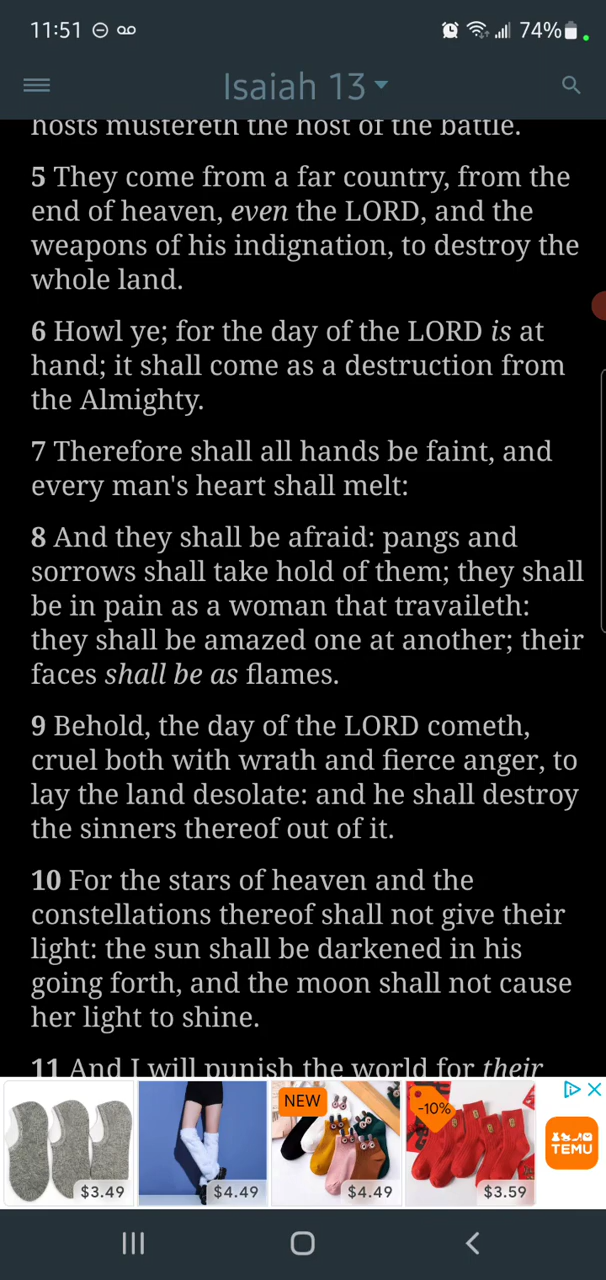 11:51
74%
Isaiah 13
hosts mustereth the host of the battle.
5 They come from a far country, from the
end of heaven, even the LORD, and the
weapons of his indignation, to destroy the
whole land.
6 Howl ye; for the day of the LORD is at
hand; it shall come as a destruction from
the Almighty.
7 Therefore shall all hands be faint, and
every man's heart shall melt:
8 And they shall be afraid: pangs and
sorrows shall take hold of them; they shall
be in pain as a woman that travaileth:
they shall be amazed one at another; their
faces shall be as flames.
9 Behold, the day of the LORD cometh,
cruel both with wrath and fierce anger, to
lay the land desolate: and he shall destroy
the sinners thereof out of it.
10 For the stars of heaven and the
constellations thereof shall not give their
light: the sun shall be darkened in his
going forth, and the moon shall not cause
her light to shine.
11 And I will punish the world for their
NEW
-10%
TEMU
$3.49
$4.49
$4.49
$3.59